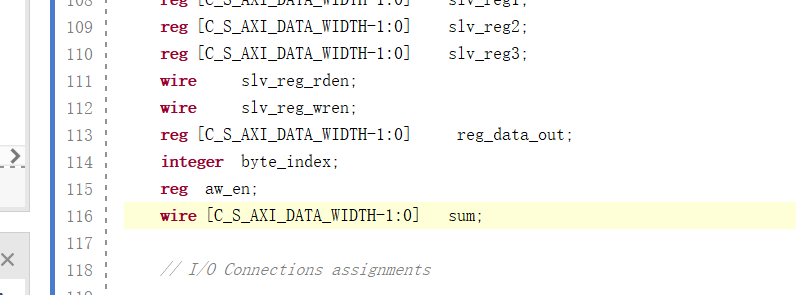 108 reg [C_S_AXI_DATA_WIDTH-1:0] slv_reg1;
109 reg [C_S_AXI_DATA_WIDTH-1:0] slv_reg2;
110 reg [C_S_AXI_DATA_WIDTH-1:0] slv_reg3;
111 wire slv_reg_rden;
112 wire slv_reg_wren;
113 reg [C_S_AXI_DATA_WIDTH-1:0] reg_data_out;
114 integer byte_index;
115 reg aw_en;
116 wire [C_S_AXI_DATA_WIDTH-1:0] sum;
117
118 // I/O Connections assignments